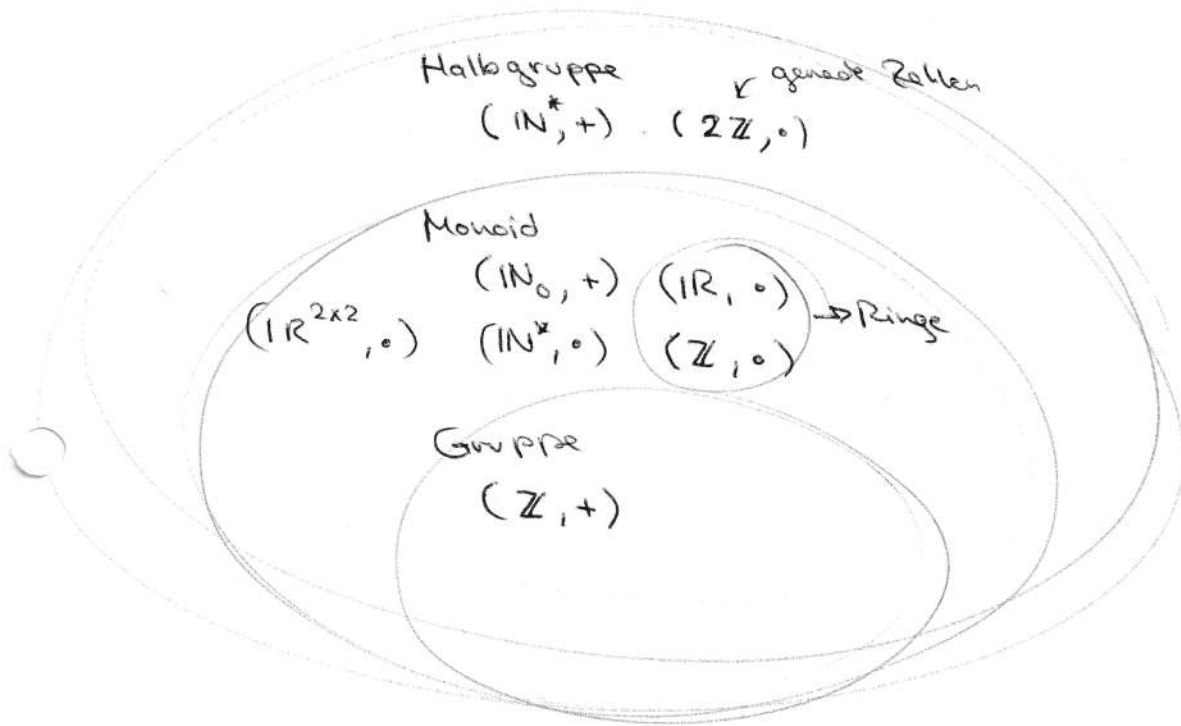 Halbgruppe
↙ gerade Zahlen
(ℕ*, +) (2ℤ, ∘)
Monoid
(ℕ₀, +) (ℝ, ∘)
(ℝ²ˣ², ∘) (ℕ*, ∘) (ℤ, ∘) → Ringe
Gruppe
(ℤ, +)